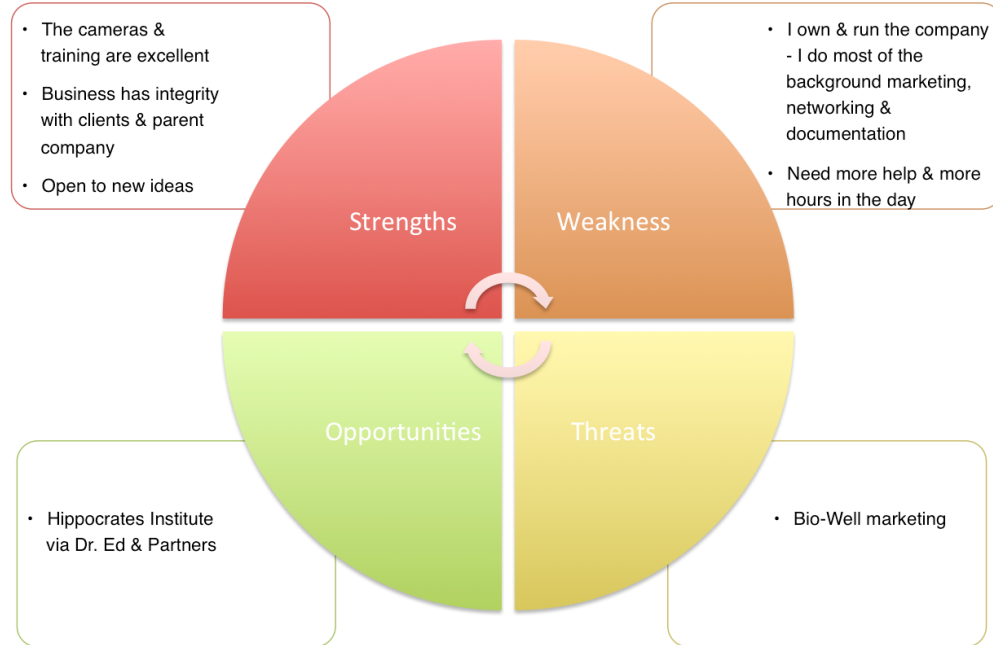 • The cameras &
training are excellent
• Business has integrity
with clients & parent
company
• Open to new ideas
• I own & run the company
- I do most of the
background marketing,
networking &
documentation
• Need more help & more
hours in the day
Strengths
Weakness
Opportunities
Threats
• Hippocrates Institute
via Dr. Ed & Partners
• Bio-Well marketing